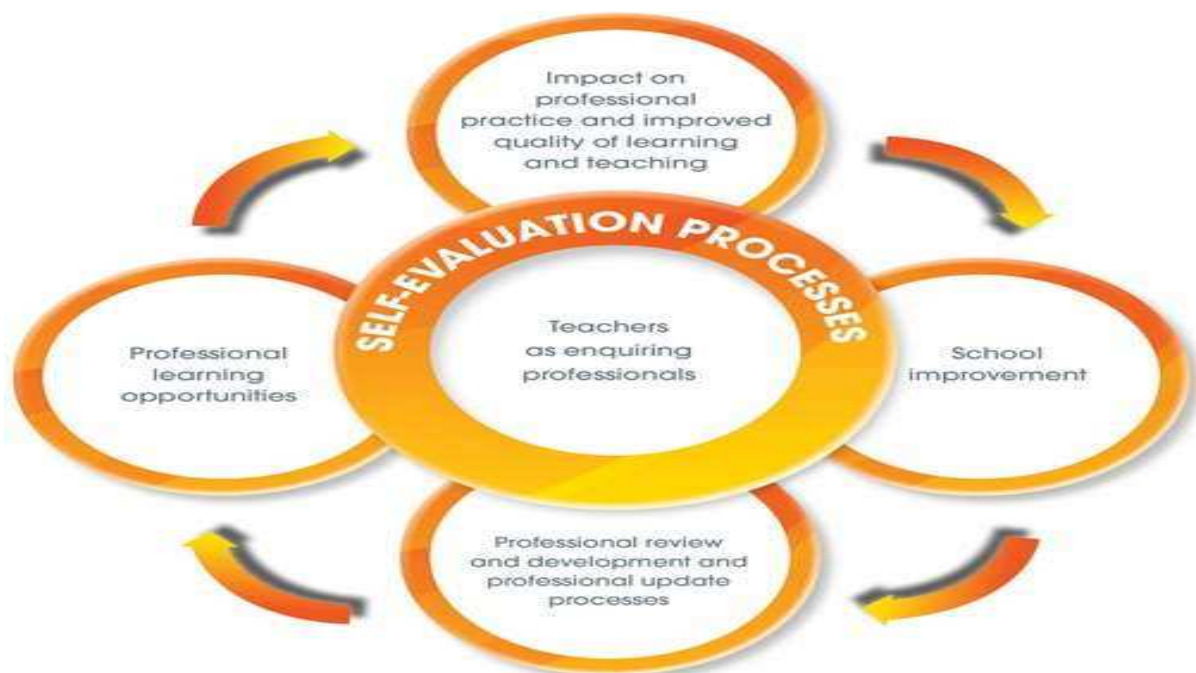 Impact on
professional
practice and improved
quality of learning
and teaching
SELF-EVALUATION PROCESSES
Professional
learning
opportunities
Teachers
as enquiring
professionals
School
improvement
Professional review
and development and
professional update
processes